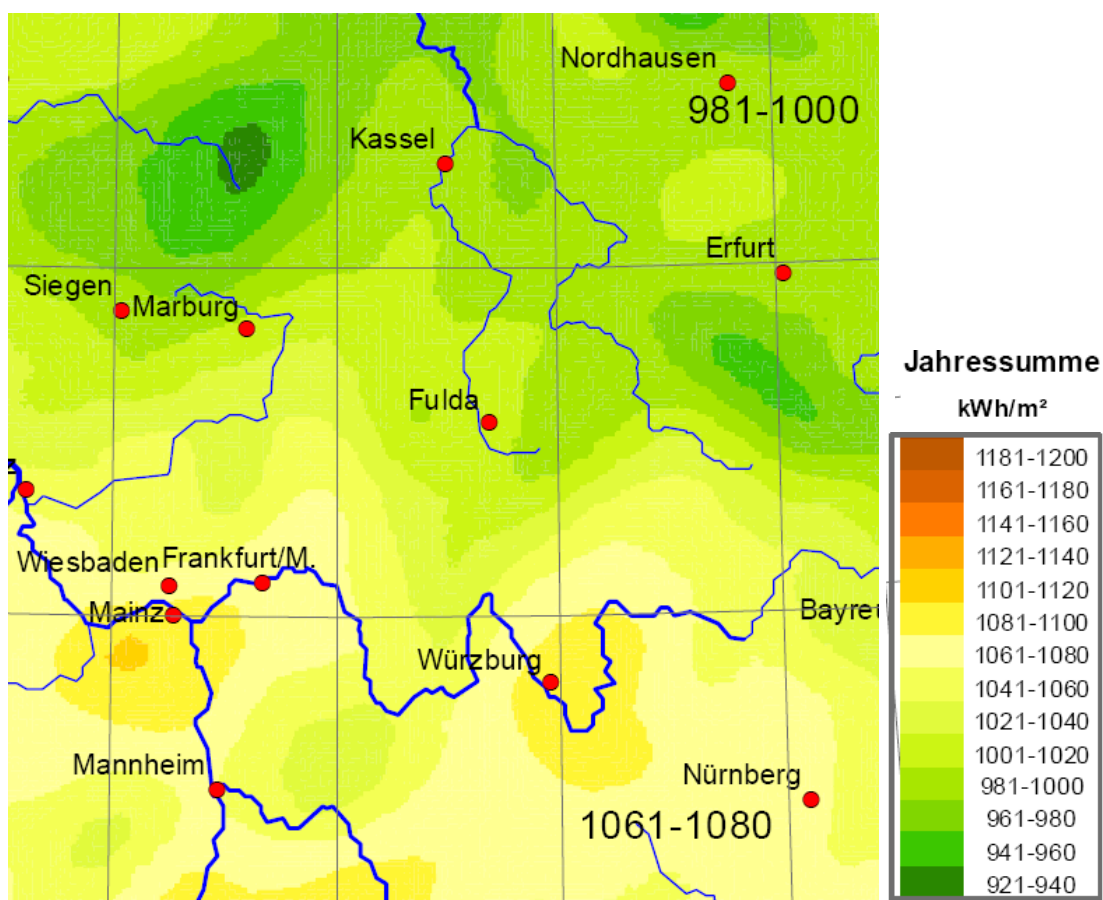 Nordhausen
981-1000
Kassel
Erfurt
Siegen
Marburg
Fulda
Wiesbaden
Frankfurt/M.
Mainz
Bayreu
Würzburg
Mannheim
Nürnberg
1061-1080
Jahressumme
kWh/m²
1181-1200
1161-1180
1141-1160
1121-1140
1101-1120
1081-1100
1061-1080
1041-1060
1021-1040
1001-1020
981-1000
961-980
941-960
921-940